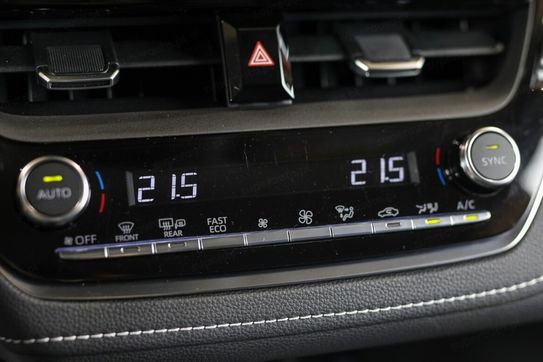 AUTO
21.5
21.5
SYNC
OFF
FRONT
REAR
FAST
ECO
A/C